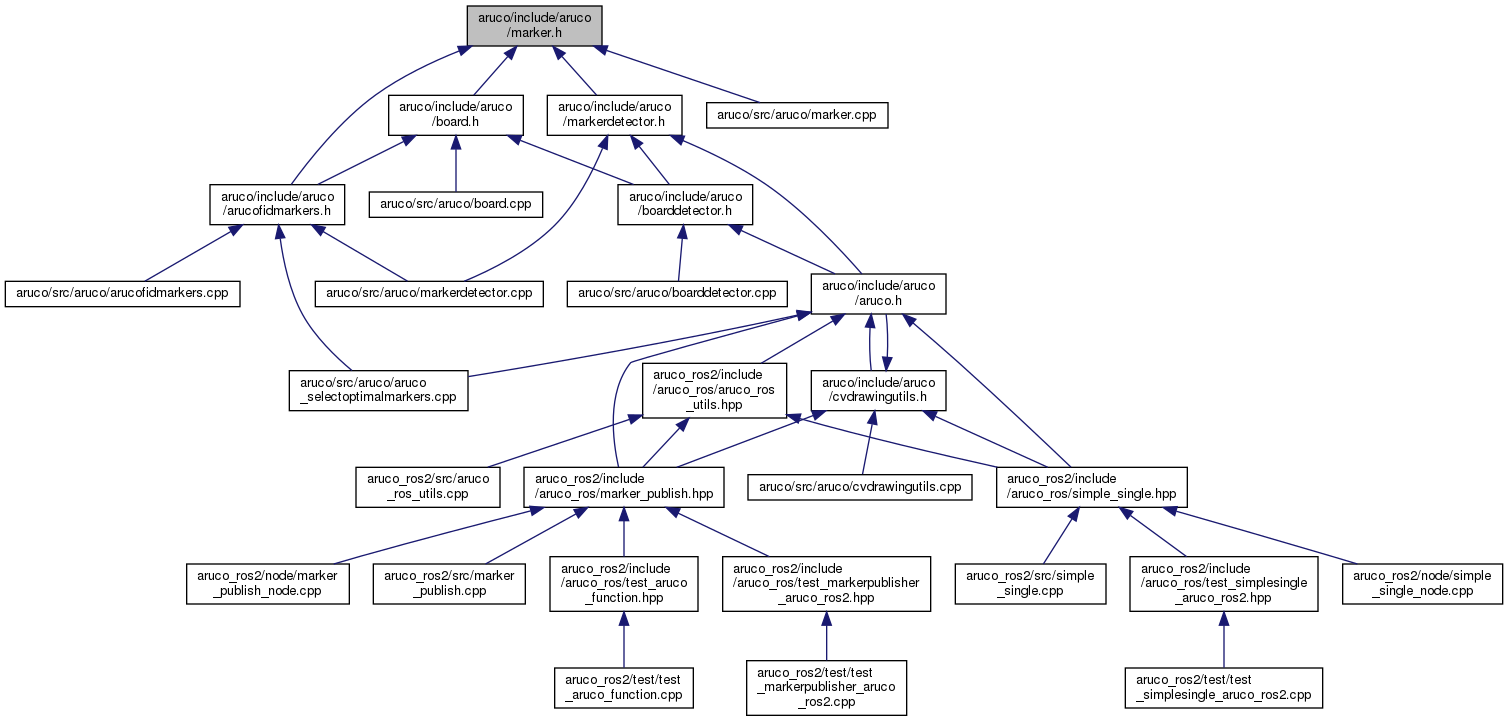 aruco/include/aruco
/marker.h
aruco/include/aruco
/board.h
aruco/include/aruco
/markerdetector.h
aruco/src/aruco/marker.cpp
aruco/include/aruco
/arucofidmarkers.h
aruco/src/aruco/board.cpp
aruco/include/aruco
/boarddetector.h
aruco/src/aruco/arucofidmarkers.cpp
aruco/src/aruco/markerdetector.cpp
aruco/src/aruco/boarddetector.cpp
aruco/include/aruco
/aruco.h
aruco/src/aruco/aruco
_selectoptimalmarkers.cpp
aruco_ros2/include
/aruco_ros/aruco_ros
_utils.hpp
aruco/include/aruco
/cvdrawingutils.h
aruco_ros2/src/aruco
_ros_utils.cpp
aruco_ros2/include
/aruco_ros/marker_publish.hpp
aruco/src/aruco/cvdrawingutils.cpp
aruco_ros2/include
/aruco_ros/simple_single.hpp
aruco_ros2/node/marker
_publish_node.cpp
aruco_ros2/src/marker
_publish.cpp
aruco_ros2/include
/aruco_ros/test_aruco
_function.hpp
aruco_ros2/include
/aruco_ros/test_markerpublisher
_aruco_ros2.hpp
aruco_ros2/src/simple
_single.cpp
aruco_ros2/include
/aruco_ros/test_simplesingle
_aruco_ros2.hpp
aruco_ros2/node/simple
_single_node.cpp
aruco_ros2/test/test
_aruco_function.cpp
aruco_ros2/test/test
_markerpublisher_aruco
_ros2.cpp
aruco_ros2/test/test
_simplesingle_aruco_ros2.cpp